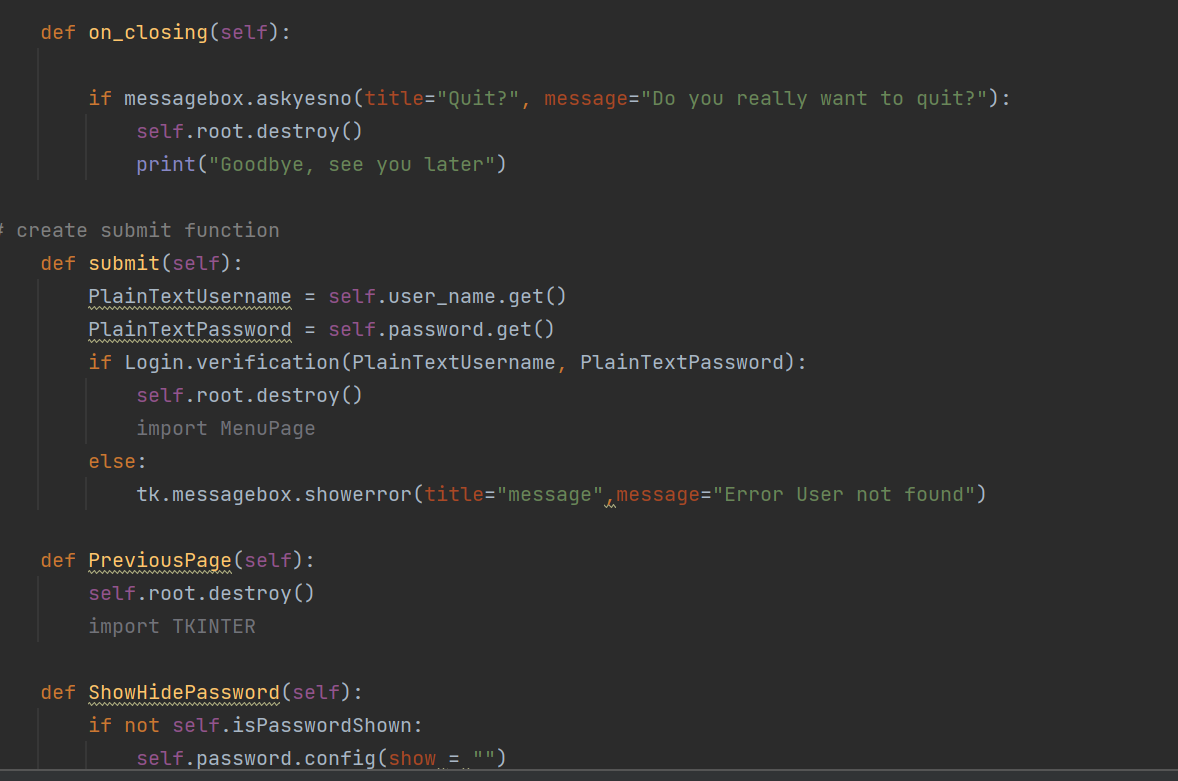 def on_closing(self):
if messagebox.askyesno(title="Quit?", message="Do you really want to quit?"):
self.root.destroy()
print("Goodbye, see you later")
# create submit function
def submit(self):
PlainTextUsername = self.user_name.get()
PlainTextPassword = self.password.get()
if Login.verification(PlainTextUsername, PlainTextPassword):
self.root.destroy()
import MenuPage
else:
tk.messagebox.showerror(title="message",message="Error User not found")
def PreviousPage(self):
self.root.destroy()
import TKINTER
def ShowHidePassword(self):
if not self.isPasswordShown:
self.password.config(show = "")